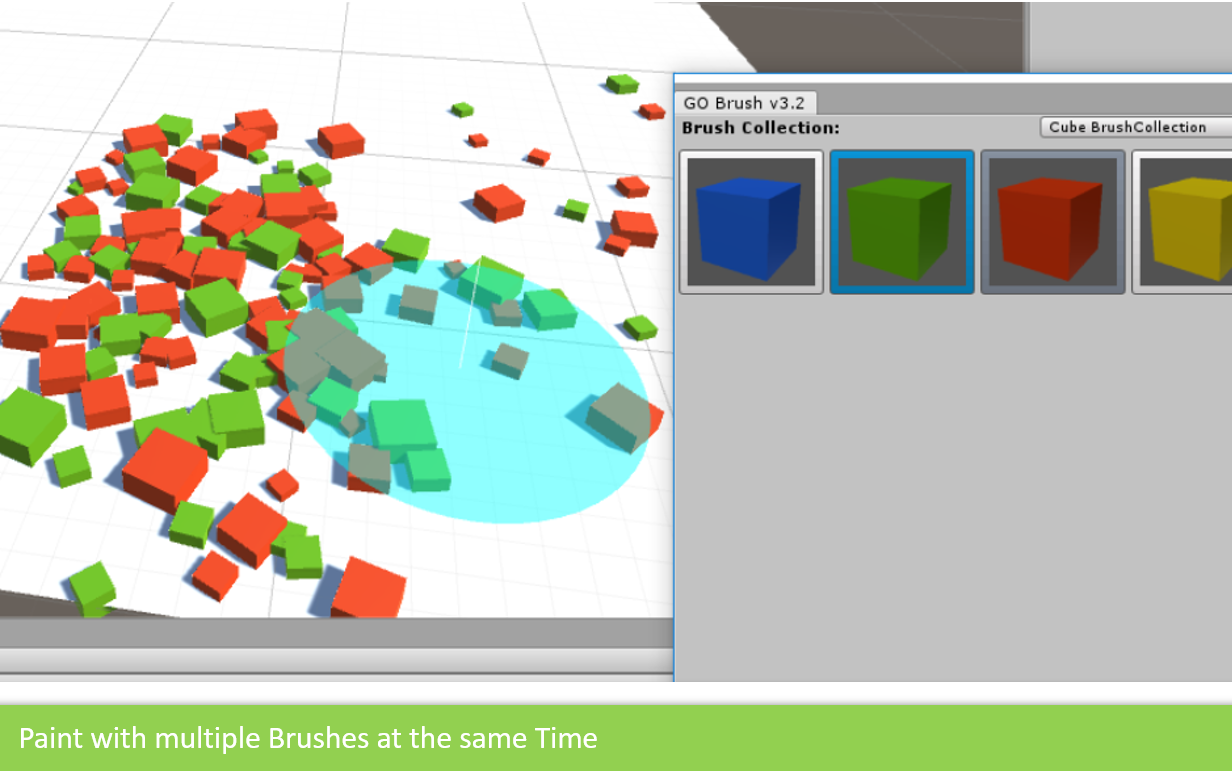 GO Brush v3.2
Brush Collection:
Cube BrushCollection
Paint with multiple Brushes at the same Time